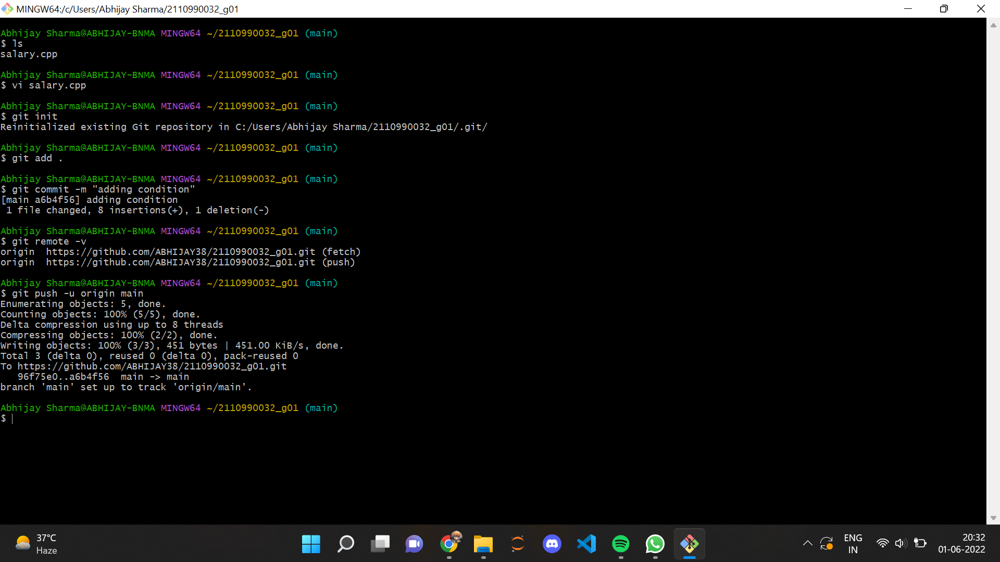 MINGW64:/c/Users/Abhijay Sharma/2110990032_g01
Abhijay Sharma@ABHIJAY-BNMA MINGW64 ~/2110990032_g01 (main)
$ ls
salary.cpp
Abhijay Sharma@ABHIJAY-BNMA MINGW64 ~/2110990032_g01 (main)
$ vi salary.cpp
Abhijay Sharma@ABHIJAY-BNMA MINGW64 ~/2110990032_g01 (main)
$ git init
Reinitialized existing Git repository in C:/Users/Abhijay Sharma/2110990032_g01/.git/
Abhijay Sharma@ABHIJAY-BNMA MINGW64 ~/2110990032_g01 (main)
$ git add .
Abhijay Sharma@ABHIJAY-BNMA MINGW64 ~/2110990032_g01 (main)
$ git commit -m "adding condition"
[main a6b4f56] adding condition
 1 file changed, 8 insertions(+), 1 deletion(-)
Abhijay Sharma@ABHIJAY-BNMA MINGW64 ~/2110990032_g01 (main)
$ git remote -v
origin  https://github.com/ABHIJAY38/2110990032_g01.git (fetch)
origin  https://github.com/ABHIJAY38/2110990032_g01.git (push)
Abhijay Sharma@ABHIJAY-BNMA MINGW64 ~/2110990032_g01 (main)
$ git push -u origin main
Enumerating objects: 5, done.
Counting objects: 100% (5/5), done.
Delta compression using up to 8 threads
Compressing objects: 100% (2/2), done.
Writing objects: 100% (3/3), 451 bytes | 451.00 KiB/s, done.
Total 3 (delta 0), reused 0 (delta 0), pack-reused 0
To https://github.com/ABHIJAY38/2110990032_g01.git
   96f75e0..a6b4f56  main -> main
branch 'main' set up to track 'origin/main'.
Abhijay Sharma@ABHIJAY-BNMA MINGW64 ~/2110990032_g01 (main)
$
37°C
Haze
ENG
IN
20:32
01-06-2022